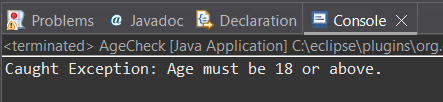 Problems @ Javadoc Declaration Console
<terminated> AgeCheck [Java Application] C:\eclipse\plugins\org.
Caught Exception: Age must be 18 or above.